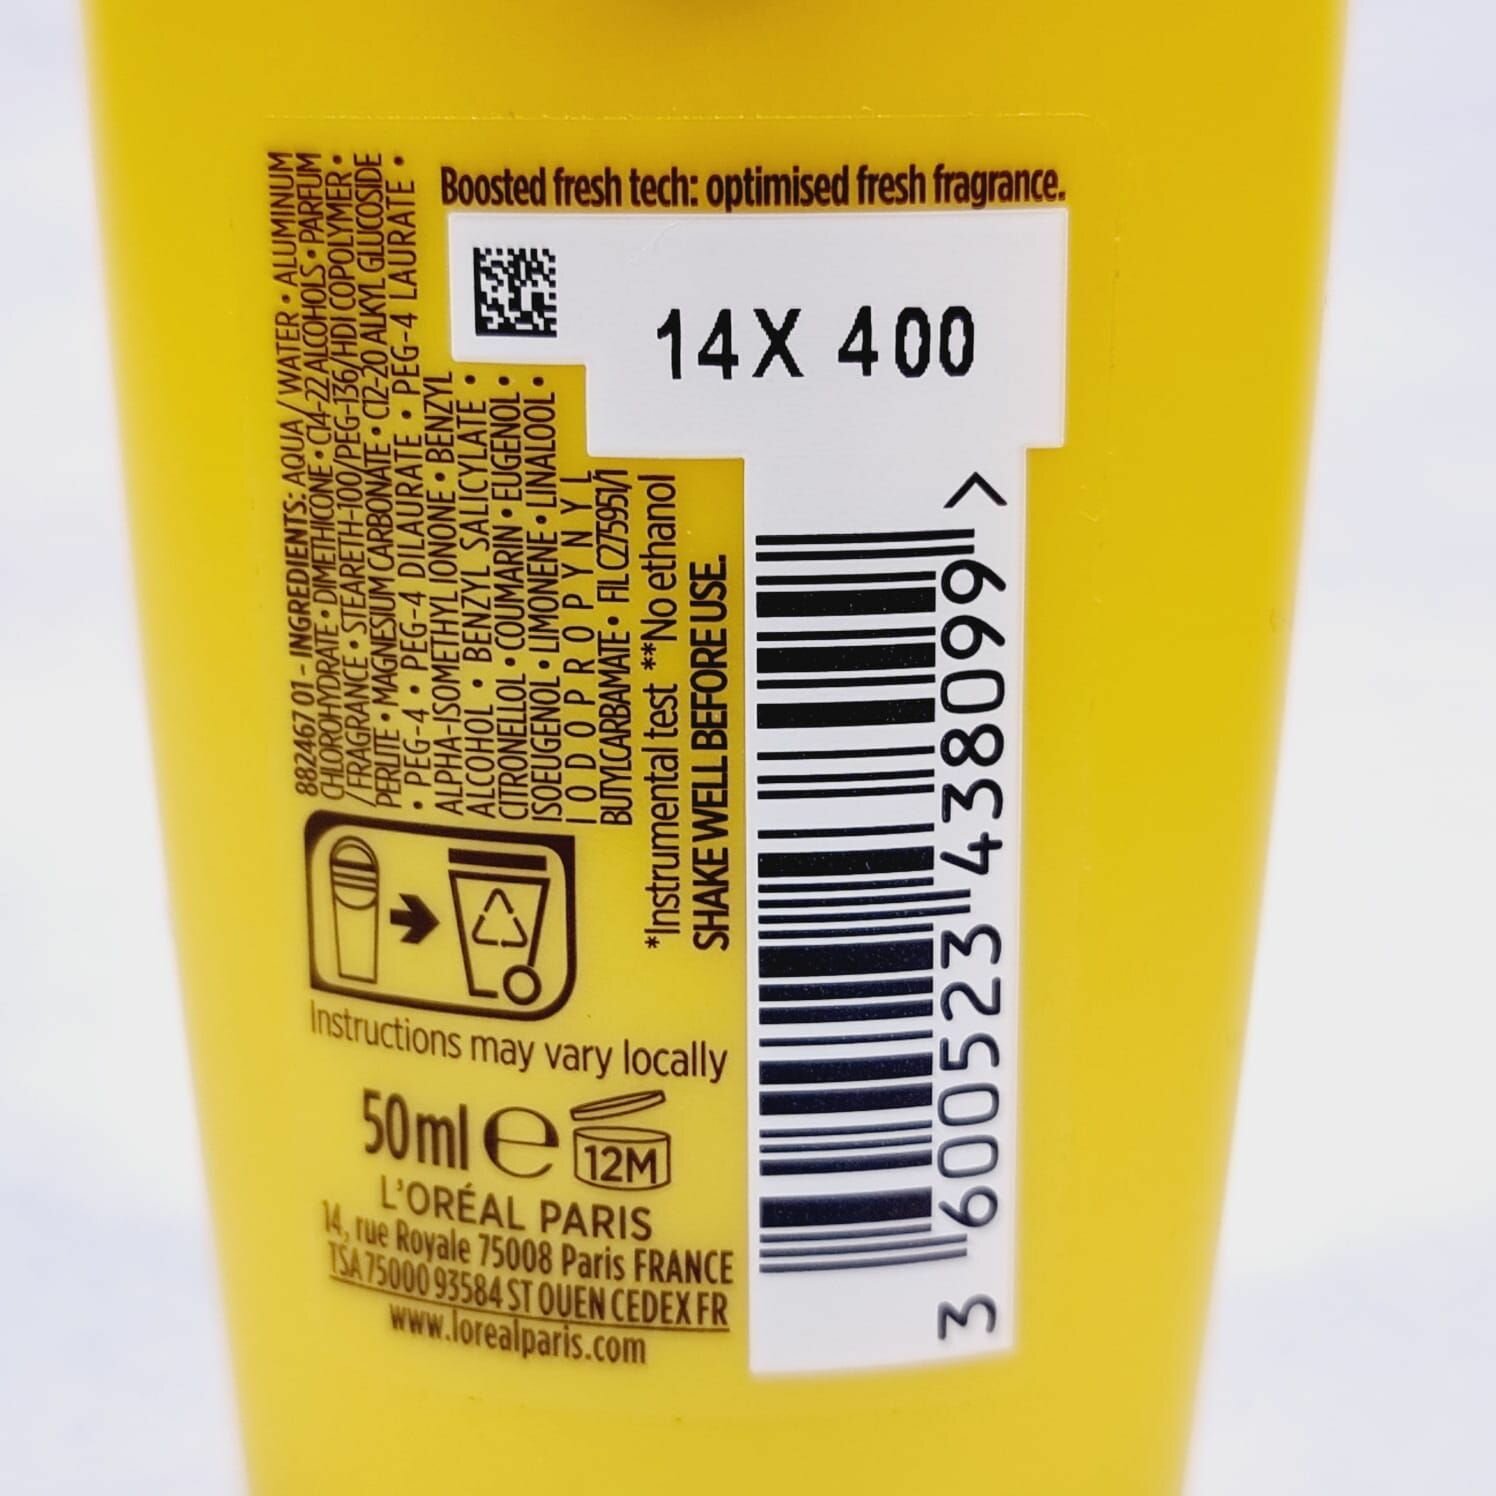 Boosted fresh tech: optimised fresh fragrance.
14X 400
882467 01 - INGREDIENTS: AQUA / WATER • ALUMINUM
CHLOROHYDRATE • DIMETHICONE • C14-22 ALCOHOLS • PARFUM
/ FRAGRANCE • STEARETH-100/PEG-136/HDI COPOLYMER •
PERLITE • MAGNESIUM CARBONATE • C12-20 ALKYL GLUCOSIDE
• PEG-4 • PEG-4 DILAURATE • PEG-4 LAURATE •
ALPHA-ISOMETHYL IONONE • BENZYL
ALCOHOL • BENZYL SALICYLATE •
CITRONELLOL • COUMARIN • EUGENOL •
ISOEUGENOL • LIMONENE • LINALOOL •
IODOPROPYNYL
BUTYLCARBAMATE • FIL C275951/1
*Instrumental test **No ethanol
SHAKE WELL BEFORE USE.
3 600523 438099 >
Instructions may vary locally
50 ml e 12M
L'ORÉAL PARIS
14, rue Royale 75008 Paris FRANCE
TSA 75000 93584 ST OUEN CEDEX FR
www.lorealparis.com